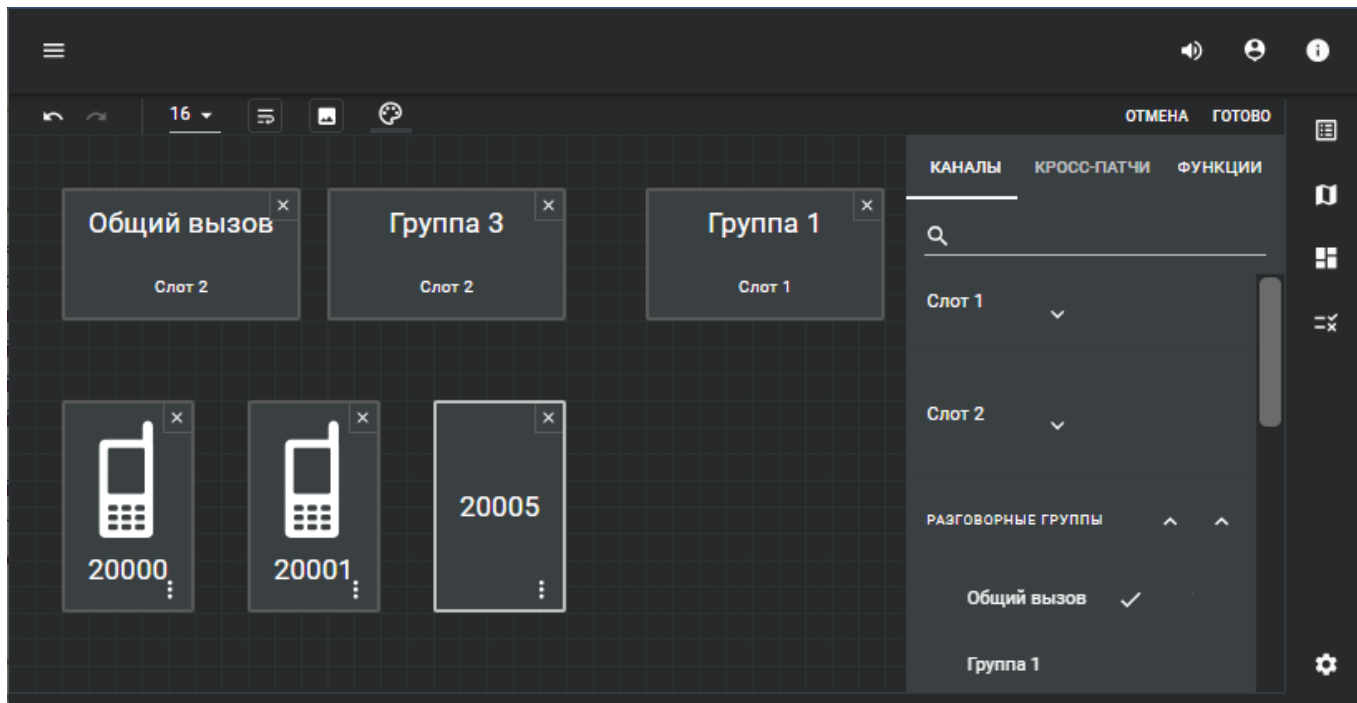 16
ОТМЕНА ГОТОВО
КАНАЛЫ КРОСС-ПАТЧИ ФУНКЦИИ
Общий вызов
Слот 2
Группа 3
Слот 2
Группа 1
Слот 1
20000
20001
20005
Слот 1
Слот 2
РАЗГОВОРНЫЕ ГРУППЫ
Общий вызов
Группа 1